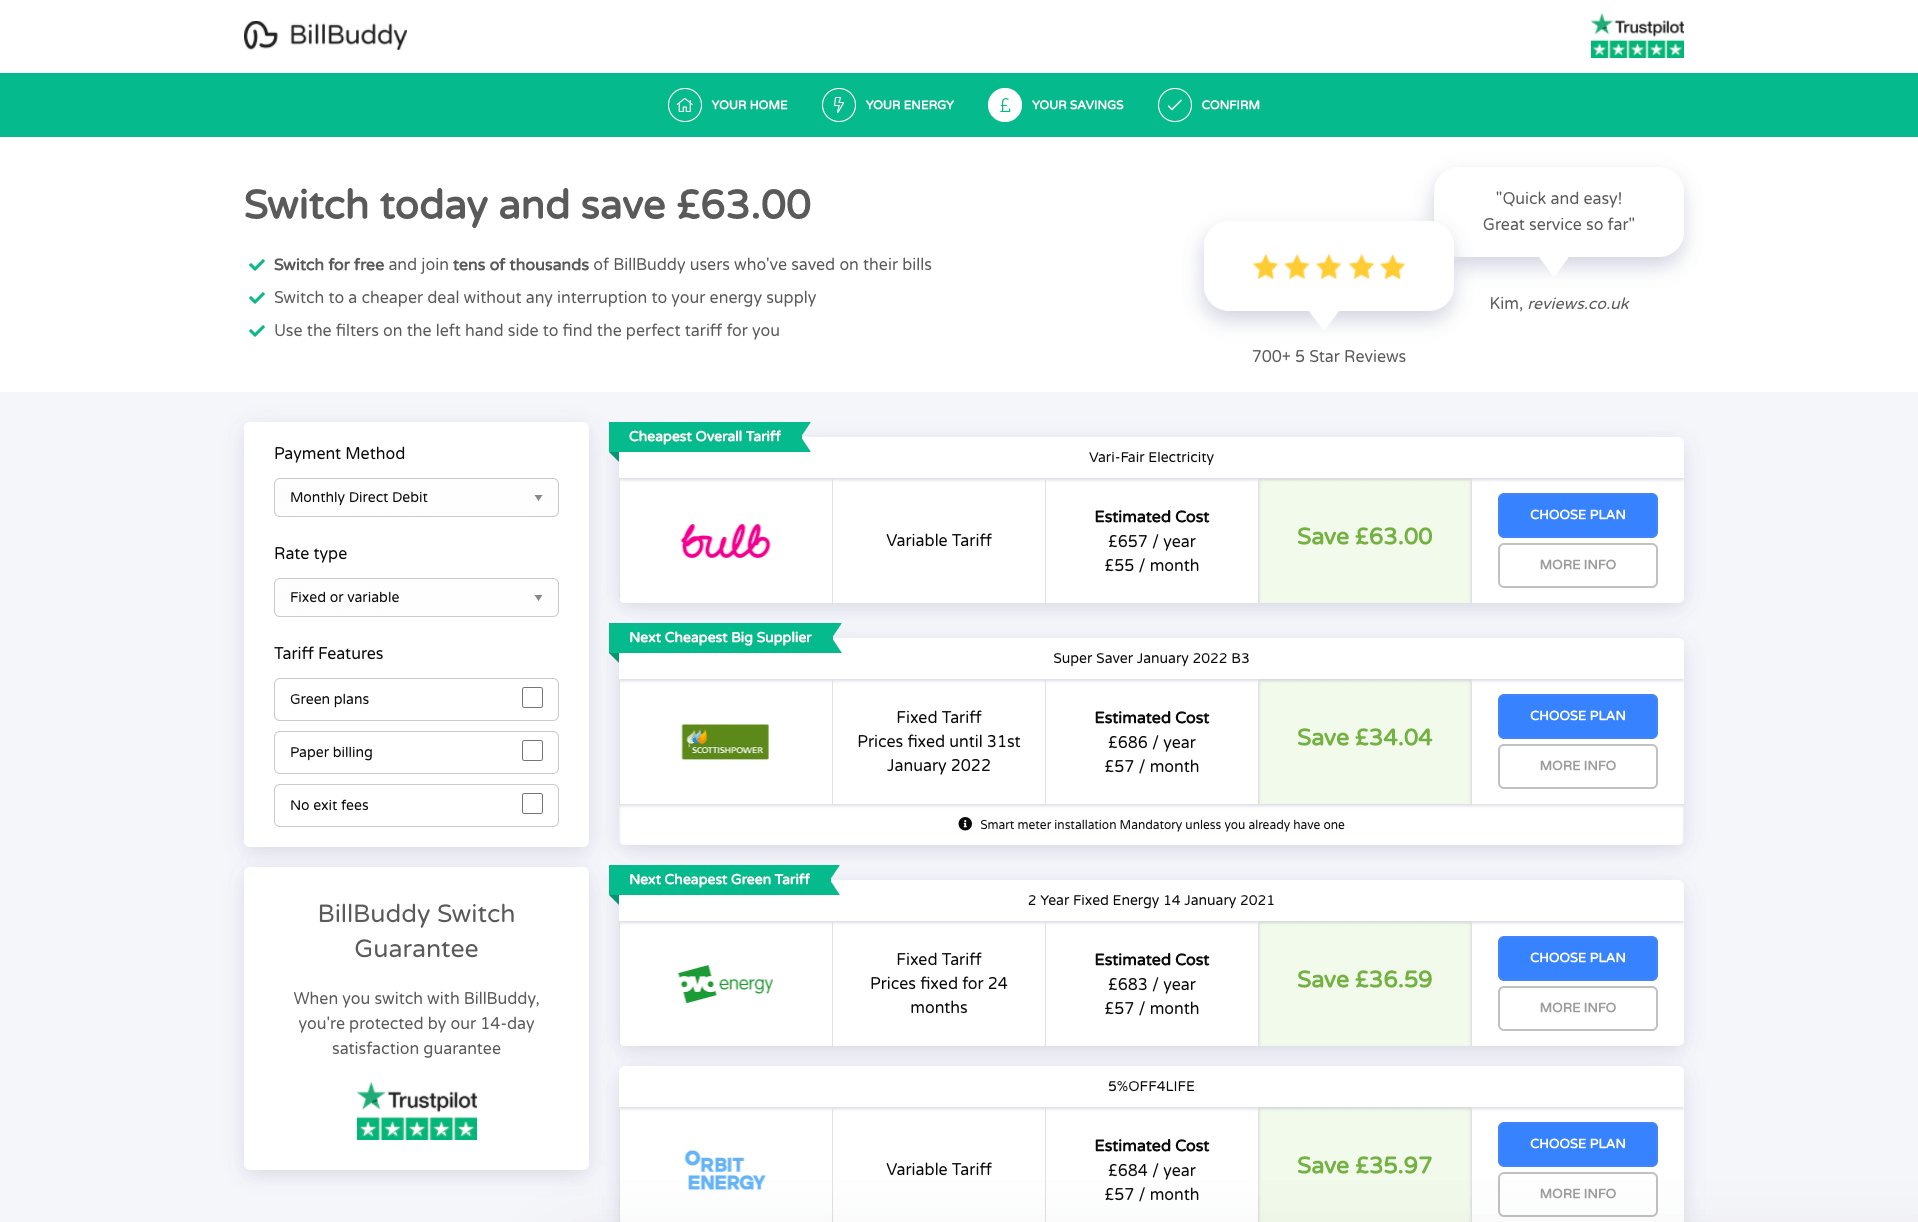 BillBuddy
Trustpilot
YOUR HOME
YOUR ENERGY
£
YOUR SAVINGS
CONFIRM
Switch today and save £63.00
Switch for free and join tens of thousands of BillBuddy users who've saved on their bills
Switch to a cheaper deal without any interruption to your energy supply
Use the filters on the left hand side to find the perfect tariff for you
700+ 5 Star Reviews
"Quick and easy!
Great service so far"
Kim, reviews.co.uk
Payment Method
Monthly Direct Debit
Rate type
Fixed or variable
Tariff Features
Green plans
Paper billing
No exit fees
BillBuddy Switch
Guarantee
When you switch with BillBuddy,
you're protected by our 14-day
satisfaction guarantee
Trustpilot
Cheapest Overall Tariff
Vari-Fair Electricity
bulb
Variable Tariff
Estimated Cost
£657 / year
£55 / month
Save £63.00
CHOOSE PLAN
MORE INFO
Next Cheapest Big Supplier
Super Saver January 2022 B3
SCOTTISHPOWER
Fixed Tariff
Prices fixed until 31st
January 2022
Estimated Cost
£686 / year
£57 / month
Save £34.04
CHOOSE PLAN
MORE INFO
Smart meter installation Mandatory unless you already have one
Next Cheapest Green Tariff
2 Year Fixed Energy 14 January 2021
ovo energy
Fixed Tariff
Prices fixed for 24
months
Estimated Cost
£683 / year
£57 / month
Save £36.59
CHOOSE PLAN
MORE INFO
5%OFF4LIFE
ORBIT
ENERGY
Variable Tariff
Estimated Cost
£684 / year
£57 / month
Save £35.97
CHOOSE PLAN
MORE INFO